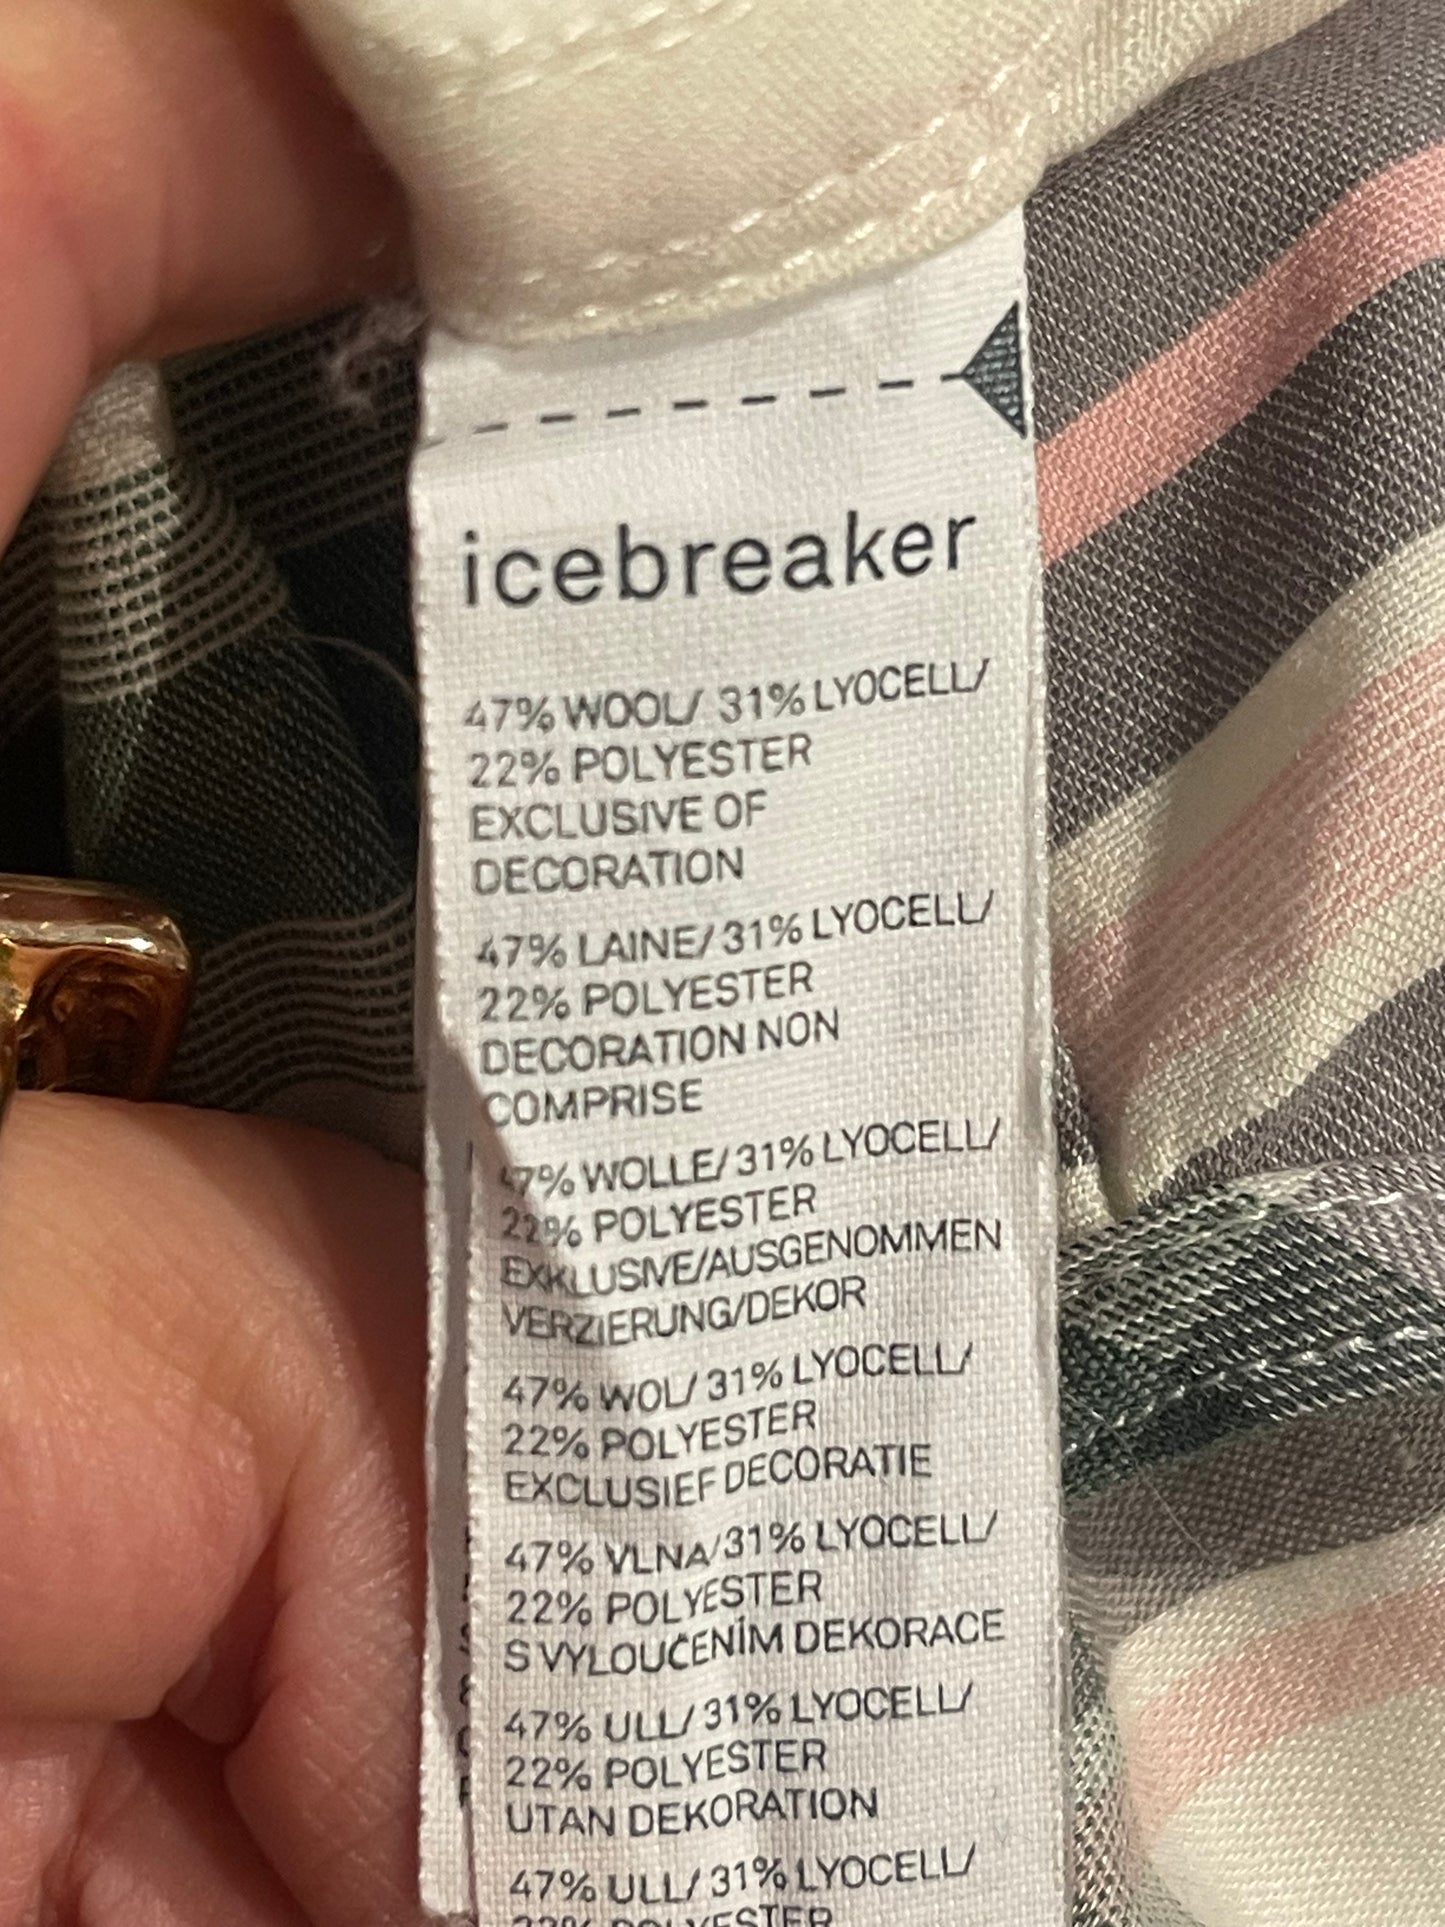 icebreaker
47% WOOL/ 31% LYOCELL/
22% POLYESTER
EXCLUSIVE OF
DECORATION
47% LAINE/ 31% LYOCELL/
22% POLYESTER
DECORATION NON
COMPRISE
47% WOLLE/ 31% LYOCELL/
22% POLYESTER
EXKLUSIVE/AUSGENOMMEN
VERZIERUNG/DEKOR
47% WOL/ 31% LYOCELL/
22% POLYESTER
EXCLUSIEF DECORATIE
47% VLNA/ 31% LYOCELL/
22% POLYESTER
S VYLOUČENÍM DEKORACE
47% ULL/ 31% LYOCELL/
22% POLYESTER
UTAN DEKORATION
47% ULL/ 31% LYOCELL/
22% POLYESTER